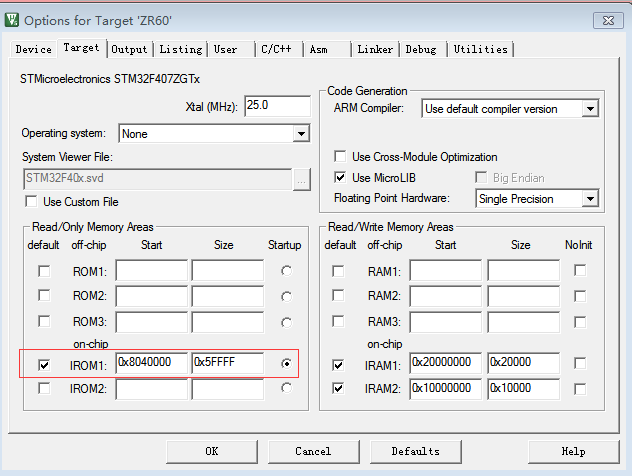 Options for Target 'ZR60'
Device Target Output Listing User C/C++ Asm Linker Debug Utilities
STMicroelectronics STM32F407ZGTx
Xtal (MHz): 25.0
Operating system: None
System Viewer File:
STM32F40x.svd ...
Use Custom File
Code Generation
ARM Compiler: Use default compiler version
Use Cross-Module Optimization
Use MicroLIB Big Endian
Floating Point Hardware: Single Precision
Read/Only Memory Areas
default off-chip Start Size Startup
ROM1:
ROM2:
ROM3:
on-chip
IROM1: 0x8040000 0x5FFFF
IROM2:
Read/Write Memory Areas
default off-chip Start Size NoInit
RAM1:
RAM2:
RAM3:
on-chip
IRAM1: 0x20000000 0x20000
IRAM2: 0x10000000 0x10000
OK Cancel Defaults Help